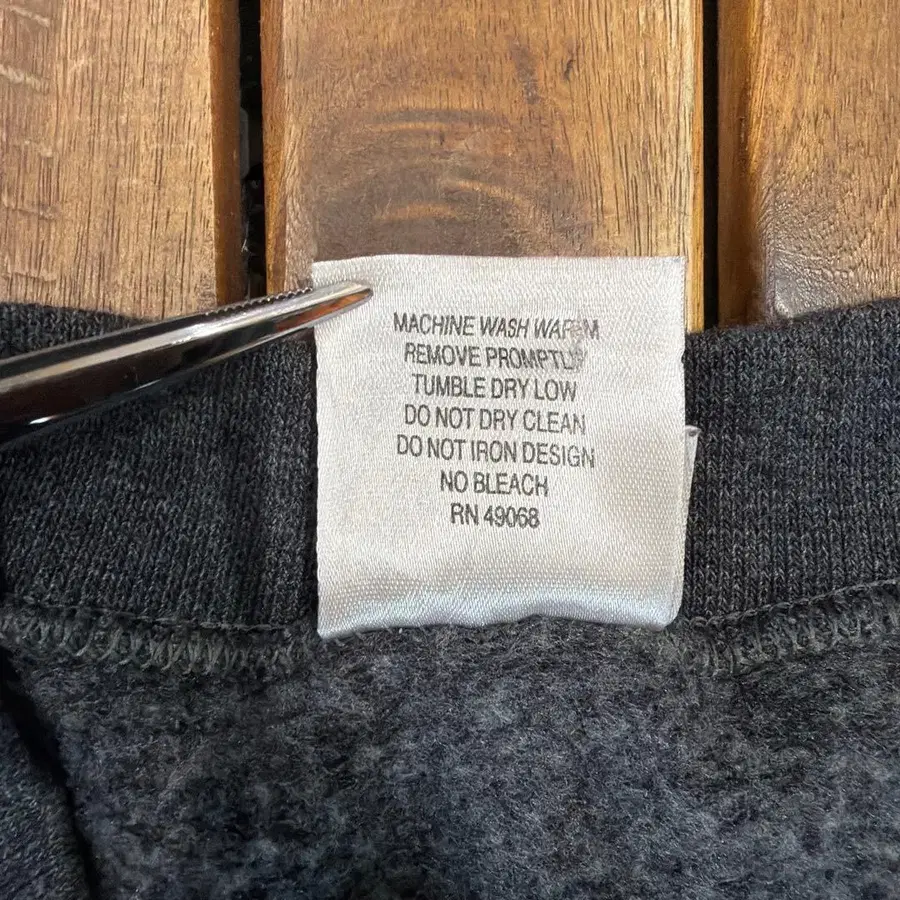 MACHINE WASH WARM
REMOVE PROMPTLY
TUMBLE DRY LOW
DO NOT DRY CLEAN
DO NOT IRON DESIGN
NO BLEACH
RN 49068